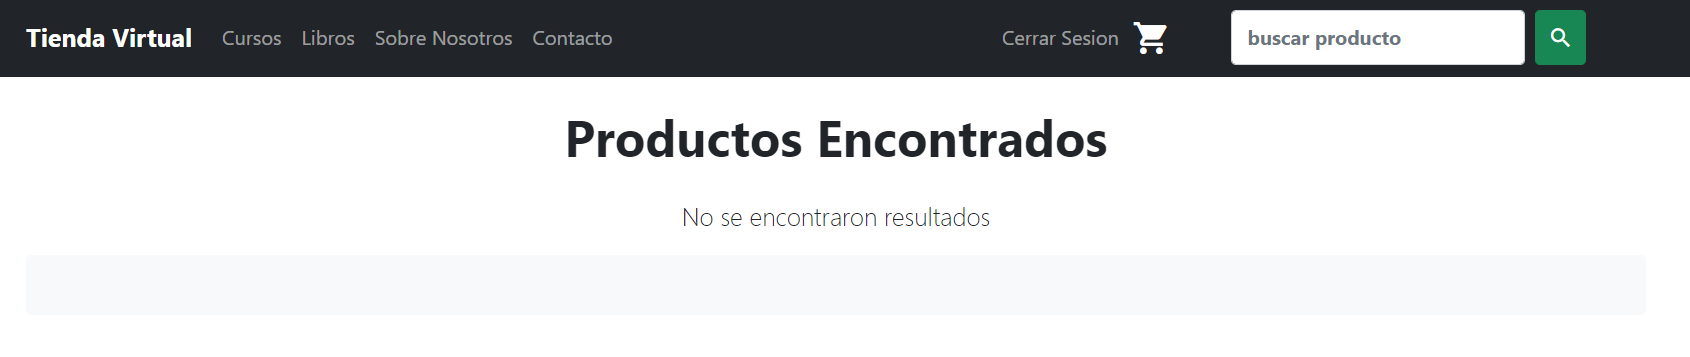 Tienda Virtual Cursos Libros Sobre Nosotros Contacto Cerrar Sesion buscar producto
Productos Encontrados
No se encontraron resultados